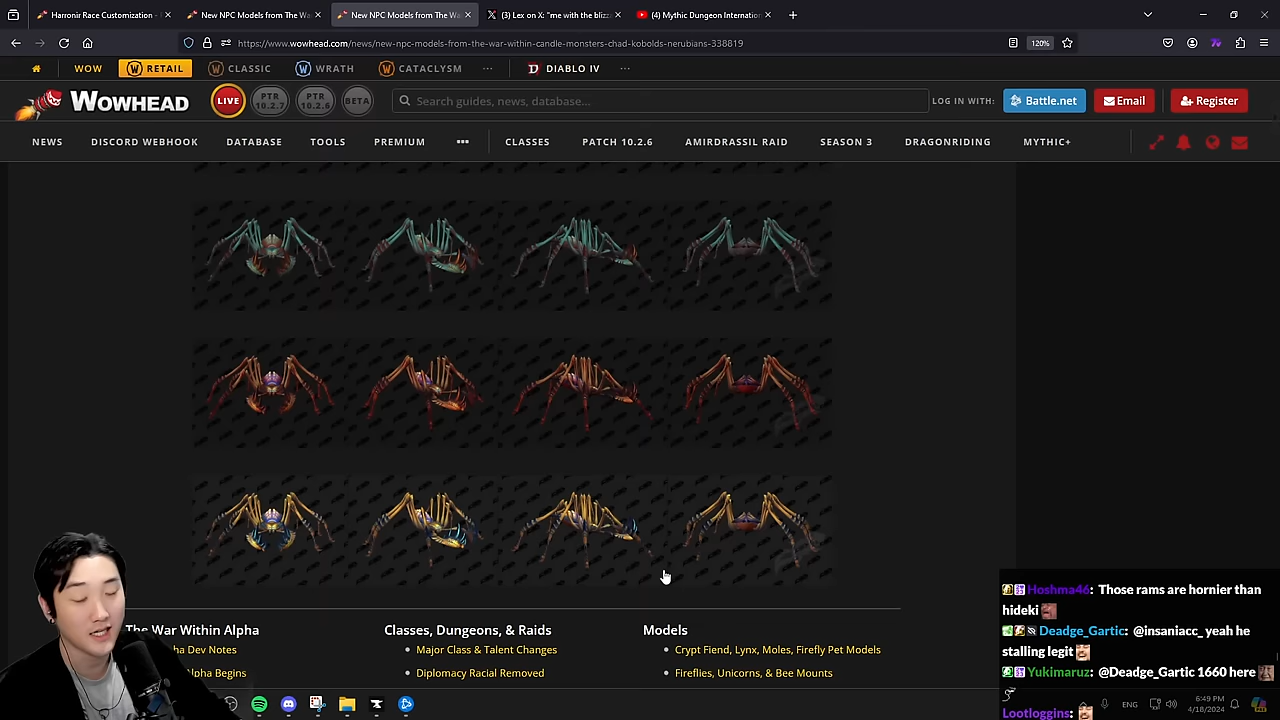 Harronir Race Customization -
New NPC Models from The Wa
New NPC Models from The Wa
(3) Lex on X: "me with the blizz
(4) Mythic Dungeon Internation
https://www.wowhead.com/news/new-npc-models-from-the-war-within-candle-monsters-chad-kobolds-nerubians-338819
120%
WOW
RETAIL
CLASSIC
WRATH
CATACLYSM
DIABLO IV
WOWHEAD
LIVE
PTR 10.2.7
PTR 10.2.6
BETA
Search guides, news, database...
LOG IN WITH:
Battle.net
Email
Register
NEWS
DISCORD WEBHOOK
DATABASE
TOOLS
PREMIUM
CLASSES
PATCH 10.2.6
AMIRDRASSIL RAID
SEASON 3
DRAGONRIDING
MYTHIC+
The War Within Alpha
Classes, Dungeons, & Raids
Models
ha Dev Notes
Major Class & Talent Changes
Crypt Fiend, Lynx, Moles, Firefly Pet Models
lpha Begins
Diplomacy Racial Removed
Fireflies, Unicorns, & Bee Mounts
Hoshma46: Those rams are hornier than
hideki
Deadge_Gartic: @insaniacc_ yeah he
stalling legit
Yukimaruz: @Deadge_Gartic 1660 here
Lootloggins:
ENG
6:49 PM
4/18/2024